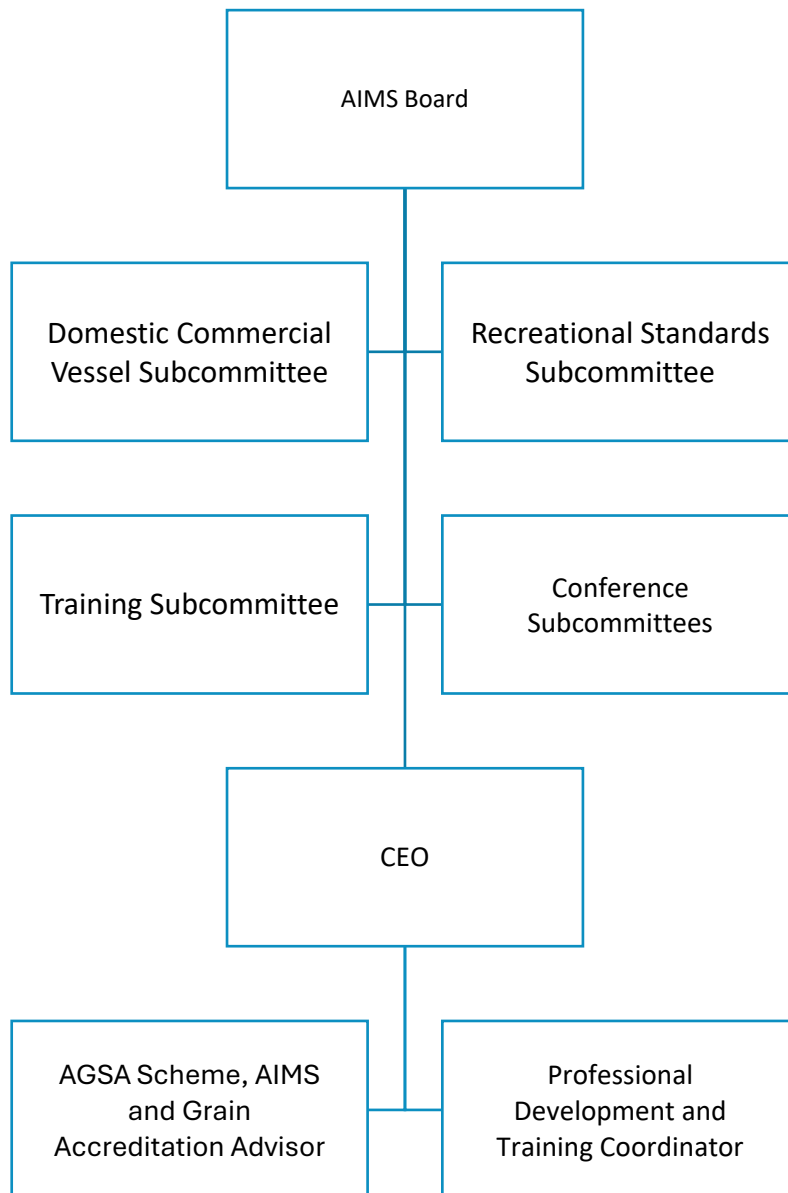 AIMS Board
Domestic Commercial
Vessel Subcommittee
Recreational Standards
Subcommittee
Training Subcommittee
Conference
Subcommittees
CEO
AGSA Scheme, AIMS
and Grain
Accreditation Advisor
Professional
Development and
Training Coordinator